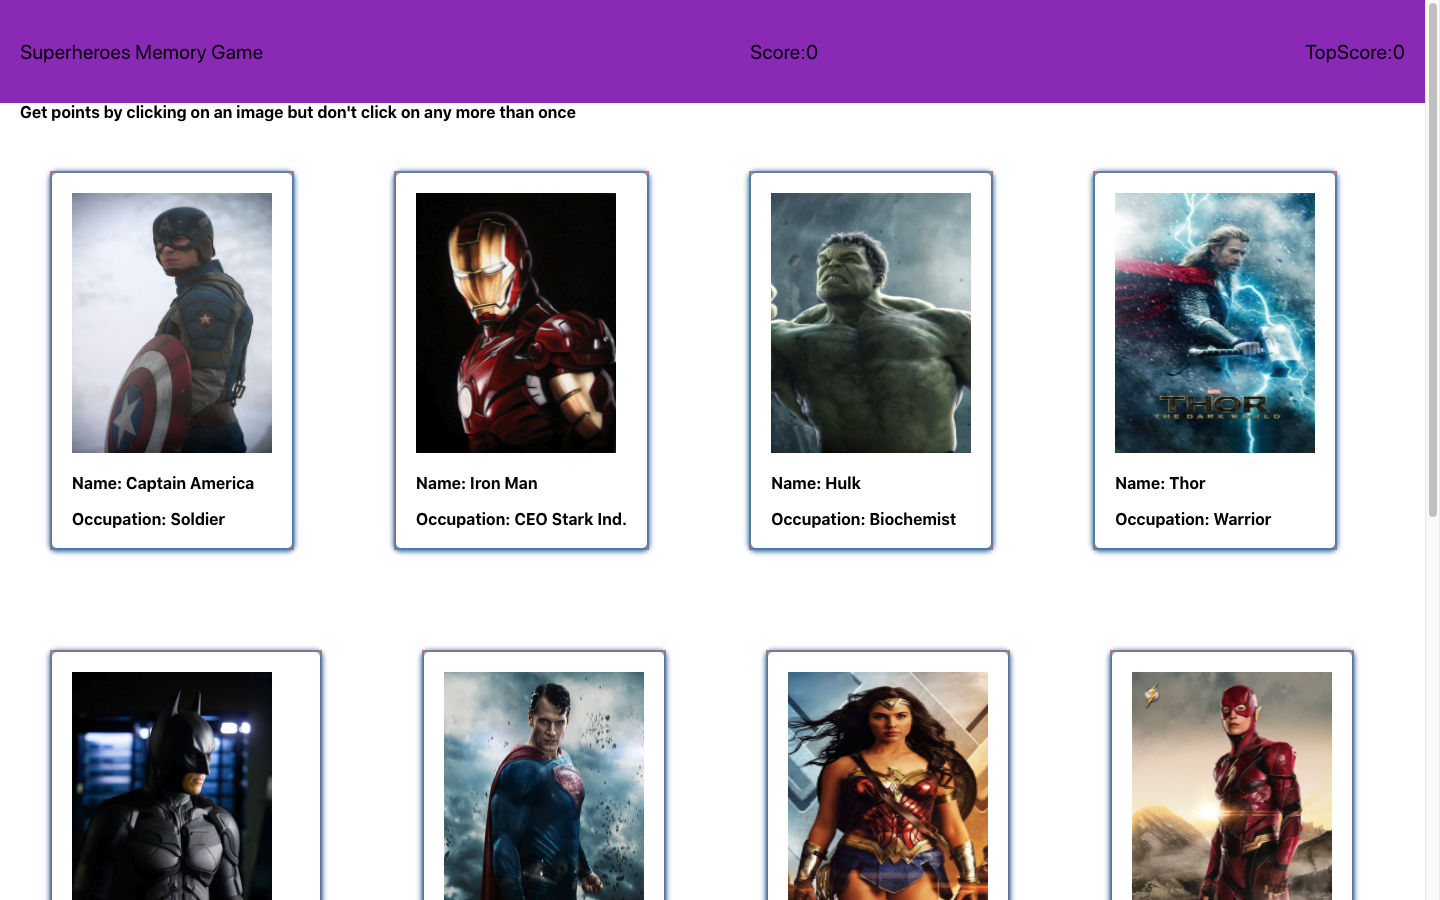 Superheroes Memory Game
Score:0
TopScore:0
Get points by clicking on an image but don't click on any more than once
MARVEL
THOR
THE DARK WORLD
Name: Captain America
Name: Iron Man
Name: Hulk
Name: Thor
Occupation: Soldier
Occupation: CEO Stark Ind.
Occupation: Biochemist
Occupation: Warrior